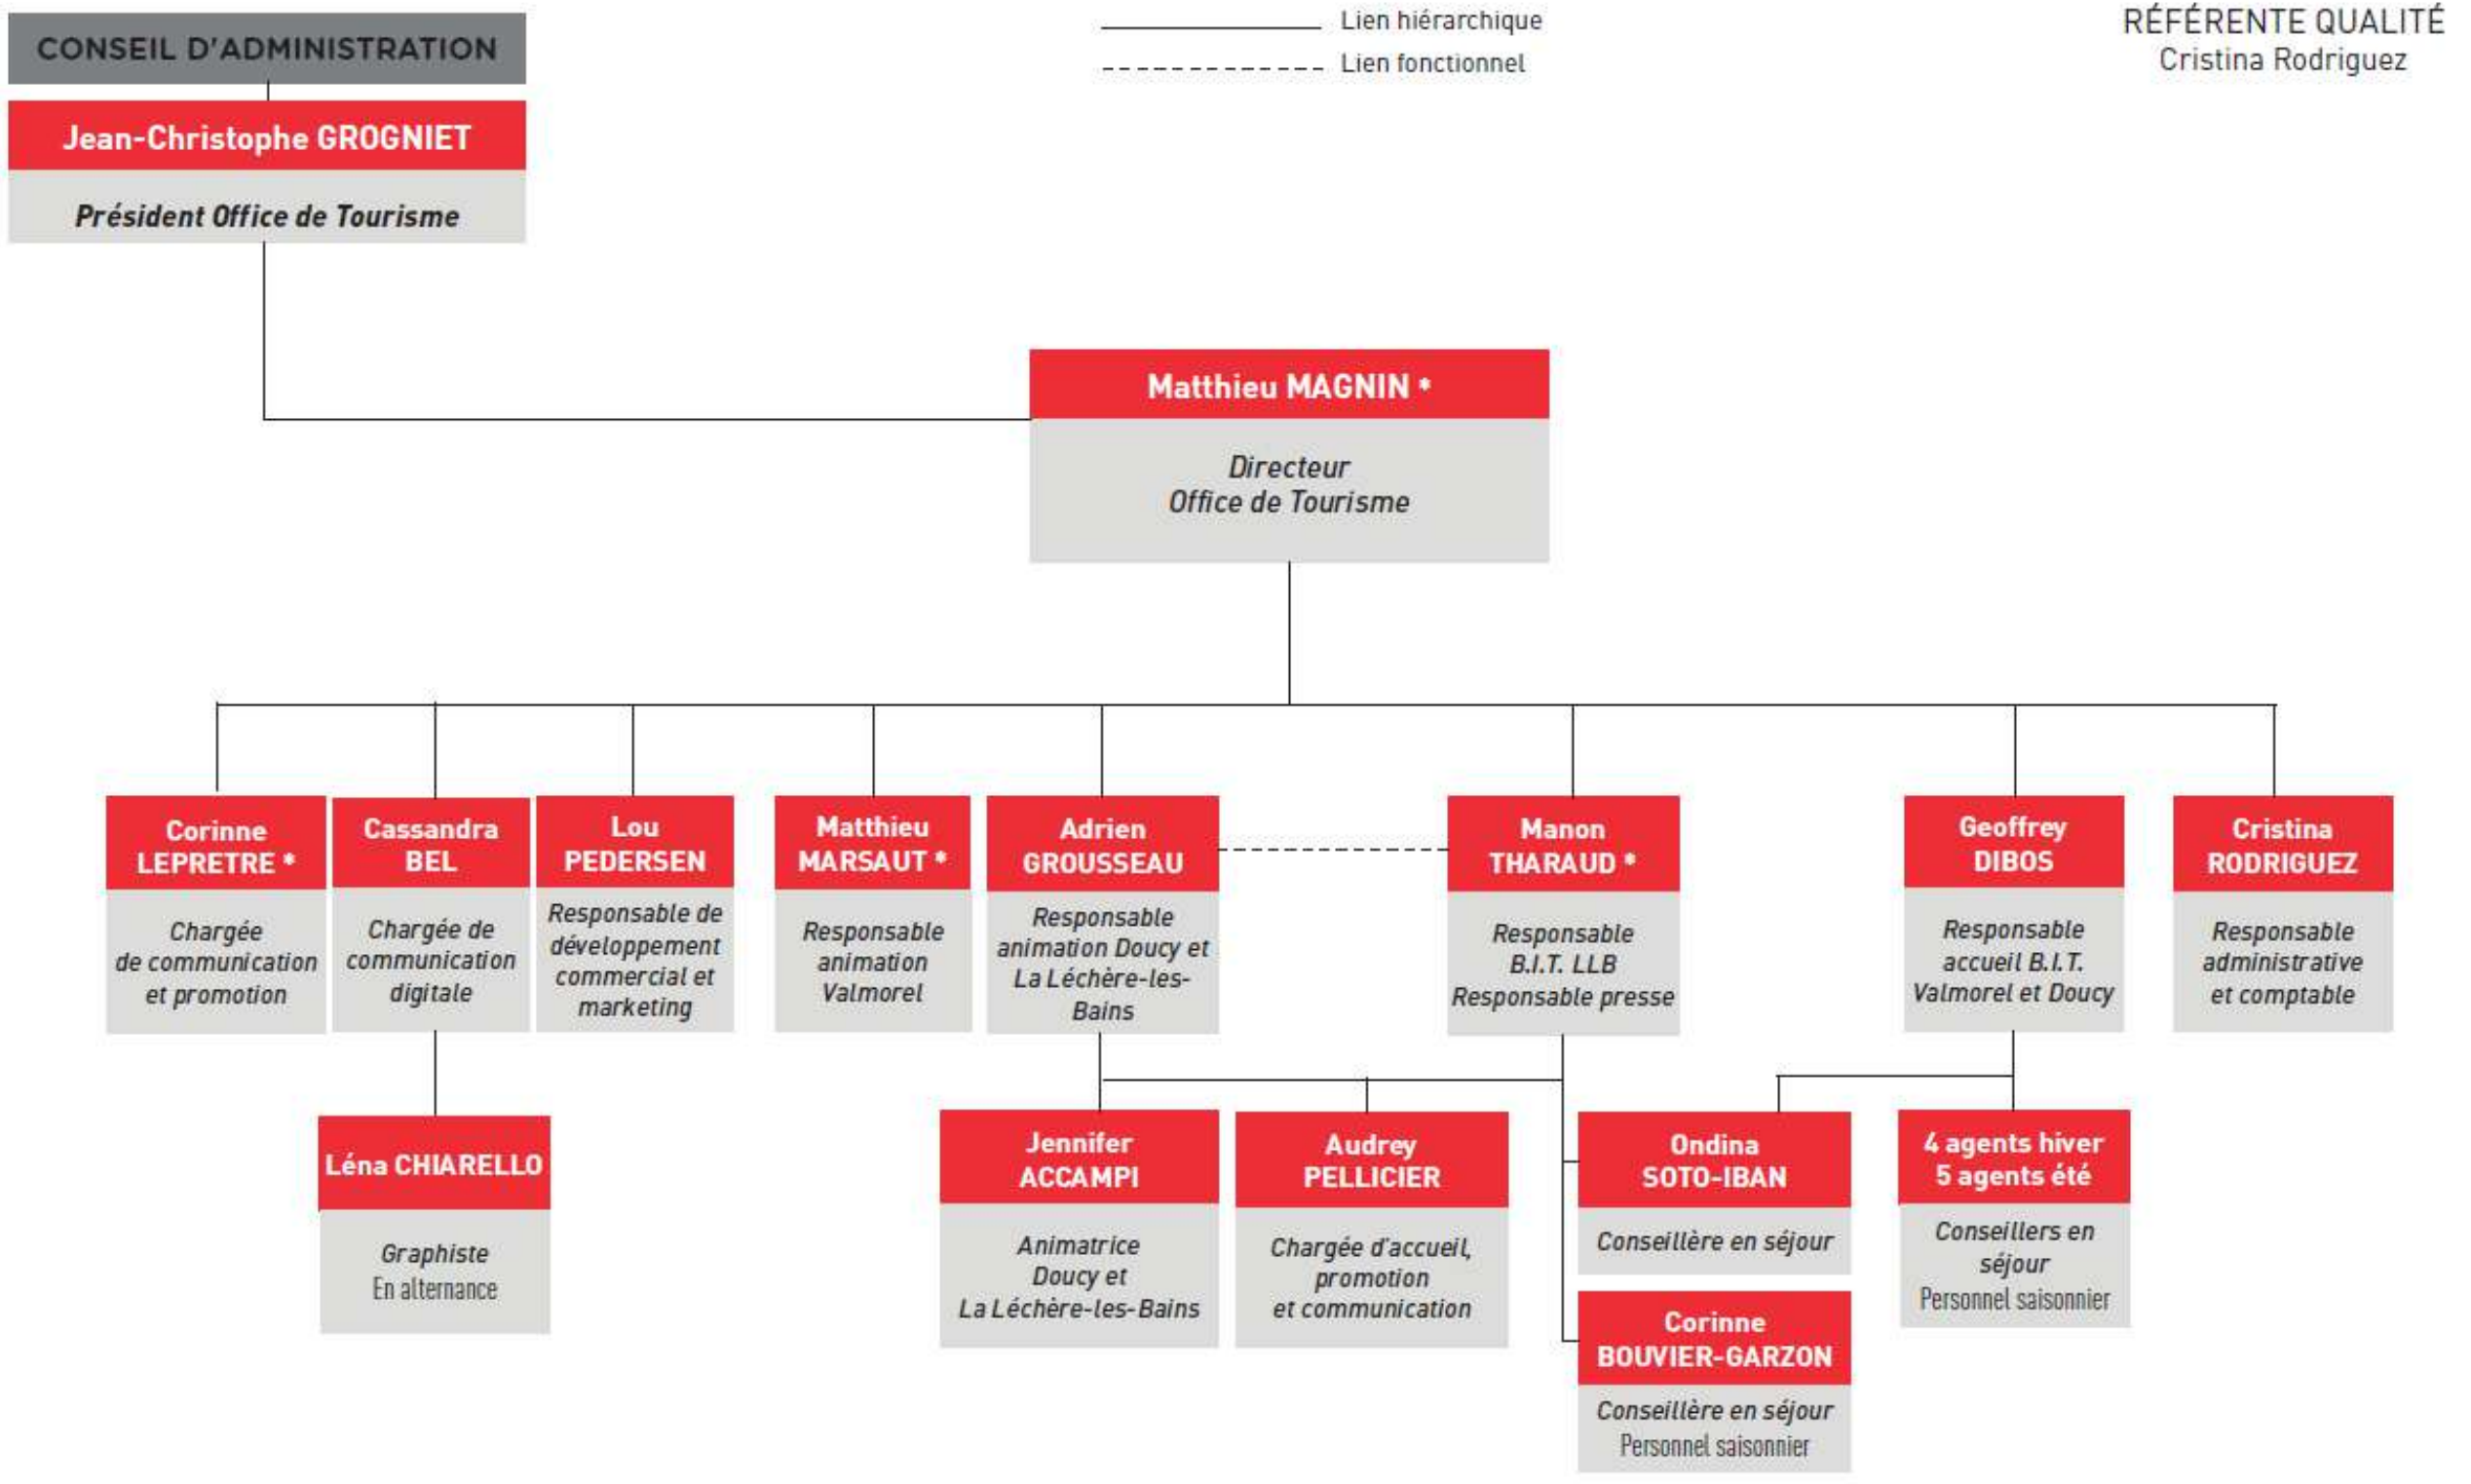 CONSEIL D'ADMINISTRATION
Jean-Christophe GROGNIET
Président Office de Tourisme
Lien hiérarchique
Lien fonctionnel
RÉFÉRENTE QUALITÉ
Cristina Rodriguez
Matthieu MAGNIN *
Directeur
Office de Tourisme
Corinne
LEPRETRE *
Chargée
de communication
et promotion
Cassandra
BEL
Chargée de
communication
digitale
Lou
PEDERSEN
Responsable de
développement
commercial et
marketing
Matthieu
MARSAUT *
Responsable
animation
Valmorel
Adrien
GROUSSEAU
Responsable
animation Doucy et
La Léchère-les-
Bains
Manon
THARAUD *
Responsable
B.I.T. LLB
Responsable presse
Geoffrey
DIBOS
Responsable
accueil B.I.T.
Valmorel et Doucy
Cristina
RODRIGUEZ
Responsable
administrative
et comptable
Léna CHIARELLO
Graphiste
En alternance
Jennifer
ACCAMPI
Animatrice
Doucy et
La Léchère-les-Bains
Audrey
PELLICIER
Chargée d'accueil,
promotion
et communication
Ondina
SOTO-IBAN
Conseillère en séjour
Corinne
BOUVIER-GARZON
Conseillère en séjour
Personnel saisonnier
4 agents hiver
5 agents été
Conseillers en
séjour
Personnel saisonnier